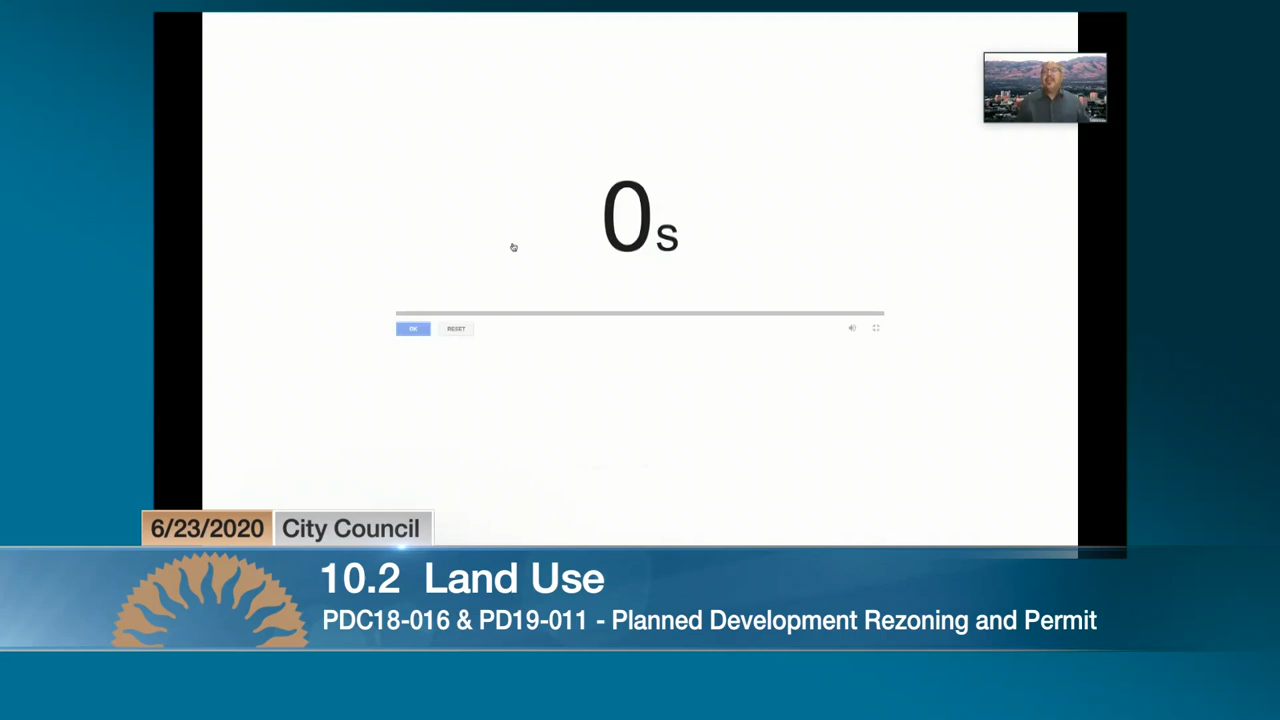 0s
OK RESET
6/23/2020 City Council
10.2 Land Use
PDC18-016 & PD19-011 - Planned Development Rezoning and Permit